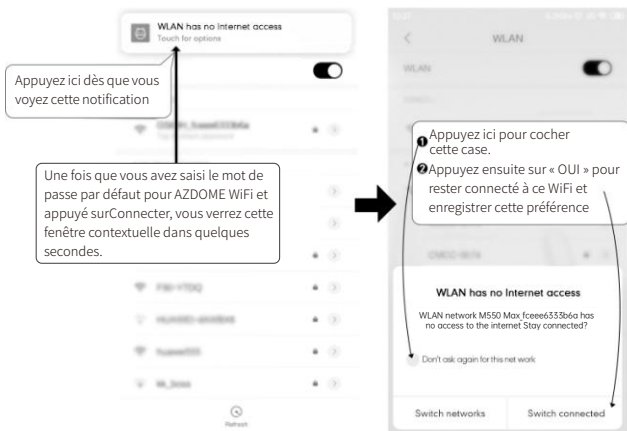 WLAN has no Internet access
Touch for options
Appuyez ici dès que vous
voyez cette notification
Une fois que vous avez saisi le mot de
passe par défaut pour AZDOME WiFi et
appuyé surConnecter, vous verrez cette
fenêtre contextuelle dans quelques
secondes.
Refresh
WLAN
WLAN
❶ Appuyez ici pour cocher
cette case.
❷ Appuyez ensuite sur « OUI » pour
rester connecté à ce WiFi et
enregistrer cette préférence
WLAN has no Internet access
WLAN network M550 Max_fceee6333b6a has
no access to the internet Stay connected?
Don't ask again for this net work
Switch networks
Switch connected